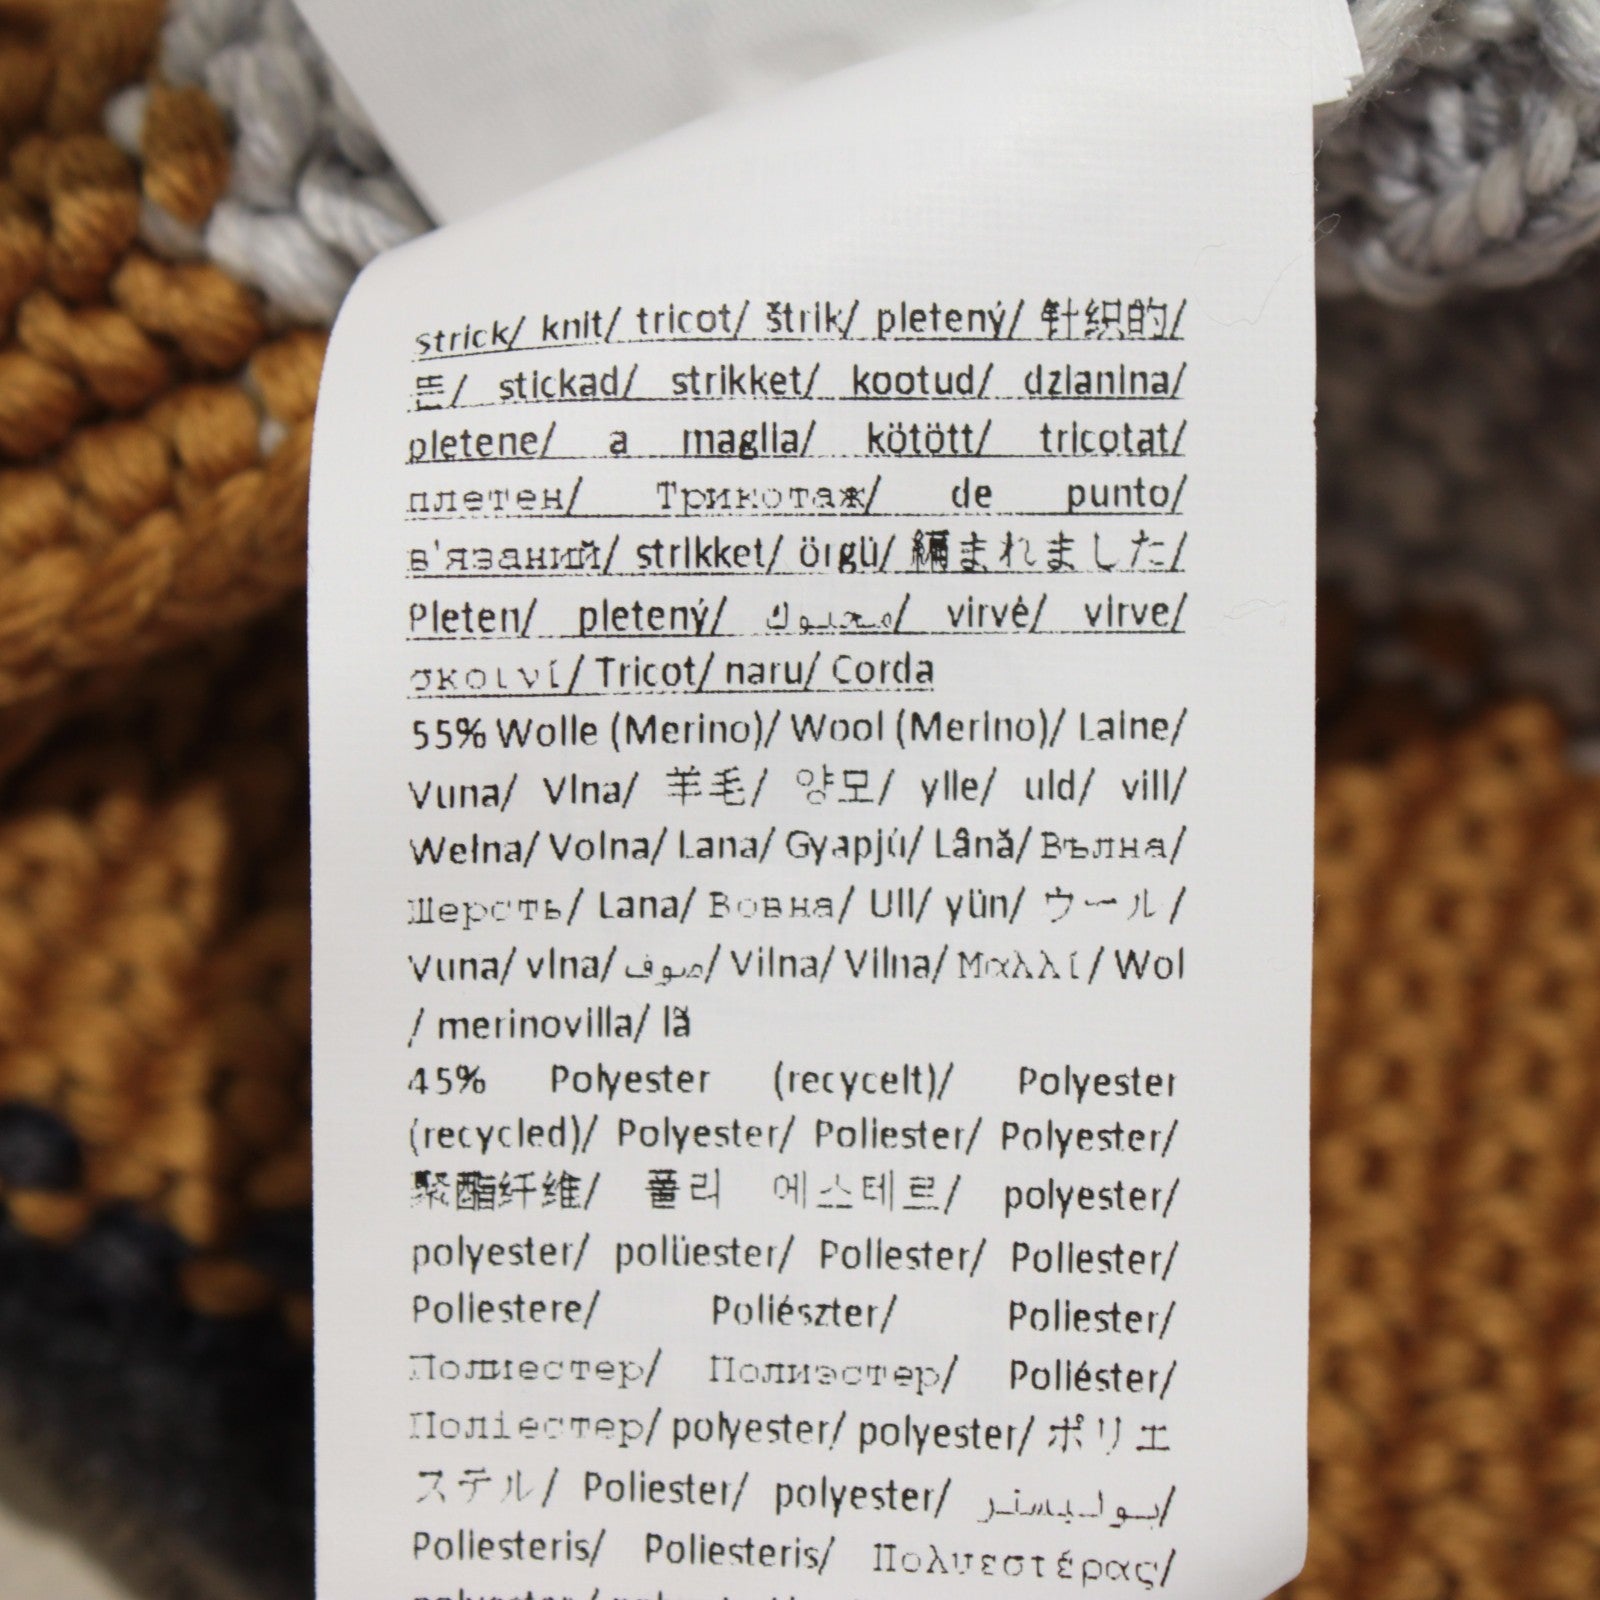 strick/ knit/ tricot/ štrik/ pletený/ 针织的/
뜬/ stickad/ strikket/ kootud/ dzianina/
pletene/ a maglia/ kötött/ tricotat/
плетен/ Трикотаж/ de punto/
в'язаний/ strikket/ örgü/ 編まれました/
Pleten/ pletený/ محبوك/ virvė/ virve/
σκοινί/ Tricot/ naru/ Corda
55% Wolle (Merino)/ Wool (Merino)/ Laine/
Vuna/ Vlna/ 羊毛/ 양모/ ylle/ uld/ vill/
Wełna/ Volna/ Lana/ Gyapjú/ Lână/ Вълна/
Шерсть/ Lana/ Вовна/ Ull/ yün/ ウール/
Vuna/ vlna/ صوف/ Vilna/ Vilna/ Μαλλί/ Wol
/ merinovilla/ lã
45% Polyester (recycelt)/ Polyester
(recycled)/ Polyester/ Poliester/ Polyester/
聚酯纤维/ 폴리 에스테르/ polyester/
polyester/ polüester/ Poliester/ Poliester/
Poliestere/ Poliészter/ Poliester/
Полиестер/ Полиэстер/ Poliéster/
Поліестер/ polyester/ polyester/ ポリエ
ステル/ Poliester/ polyester/ بوليستر/
Poliesteris/ Poliesteris/ Πολυεστέρας/